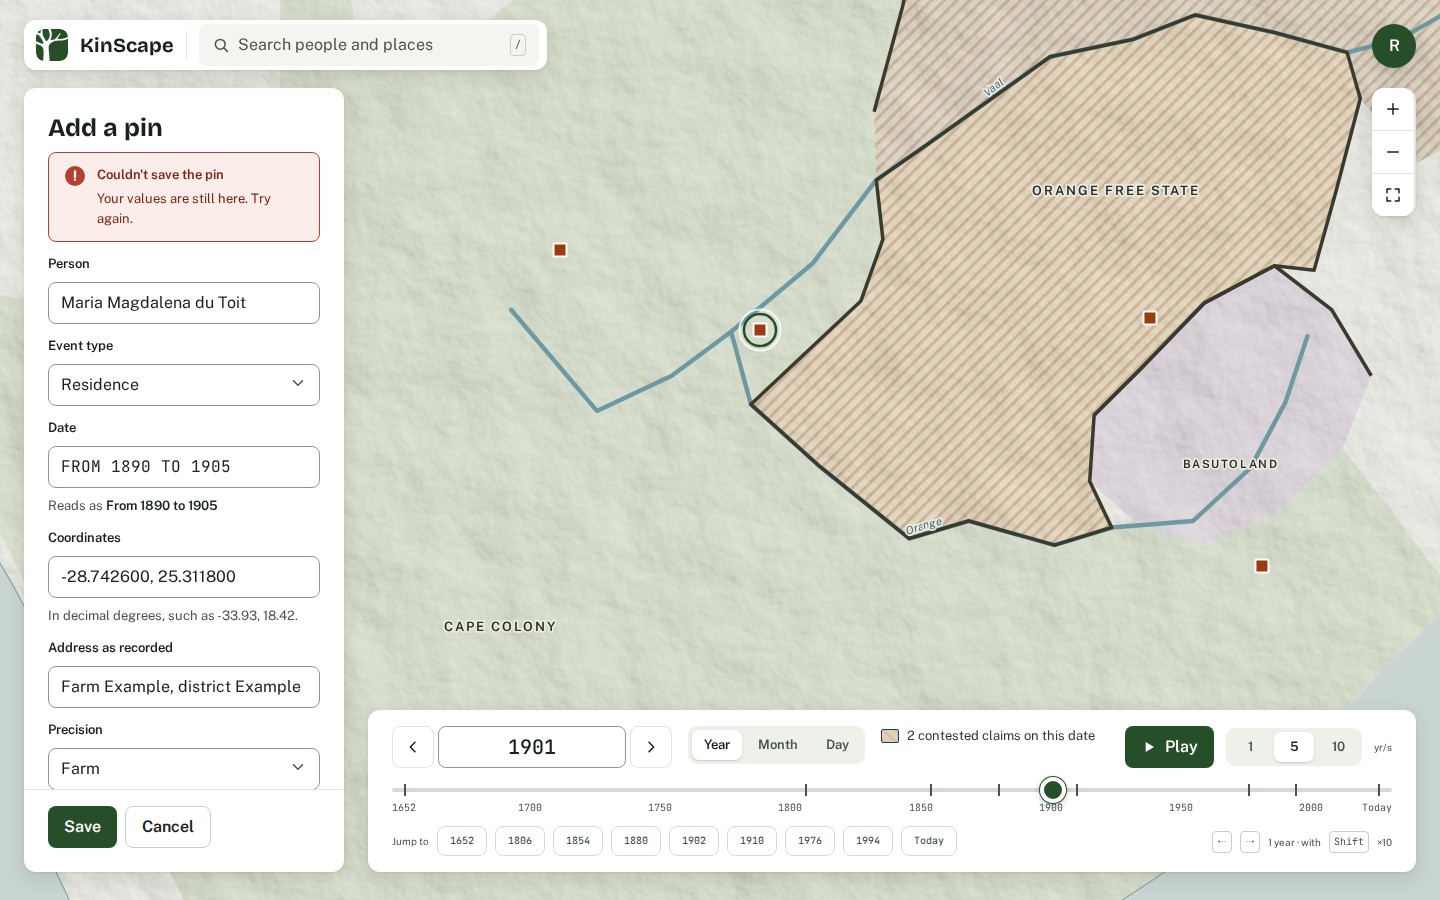 KinScape
Search people and places
/
R
Add a pin
Couldn't save the pin
Your values are still here. Try
again.
Person
Maria Magdalena du Toit
Event type
Residence
Date
FROM 1890 TO 1905
Reads as From 1890 to 1905
Coordinates
-28.742600, 25.311800
In decimal degrees, such as -33.93, 18.42.
Address as recorded
Farm Example, district Example
Precision
Farm
Save
Cancel
Vaal
ORANGE FREE STATE
BASUTOLAND
Orange
CAPE COLONY
1901
Year
Month
Day
2 contested claims on this date
Play
1
5
10
yr/s
1652
1700
1750
1800
1850
1900
1950
2000
Today
Jump to
1652
1806
1854
1880
1902
1910
1976
1994
Today
← → 1 year · with Shift ×10